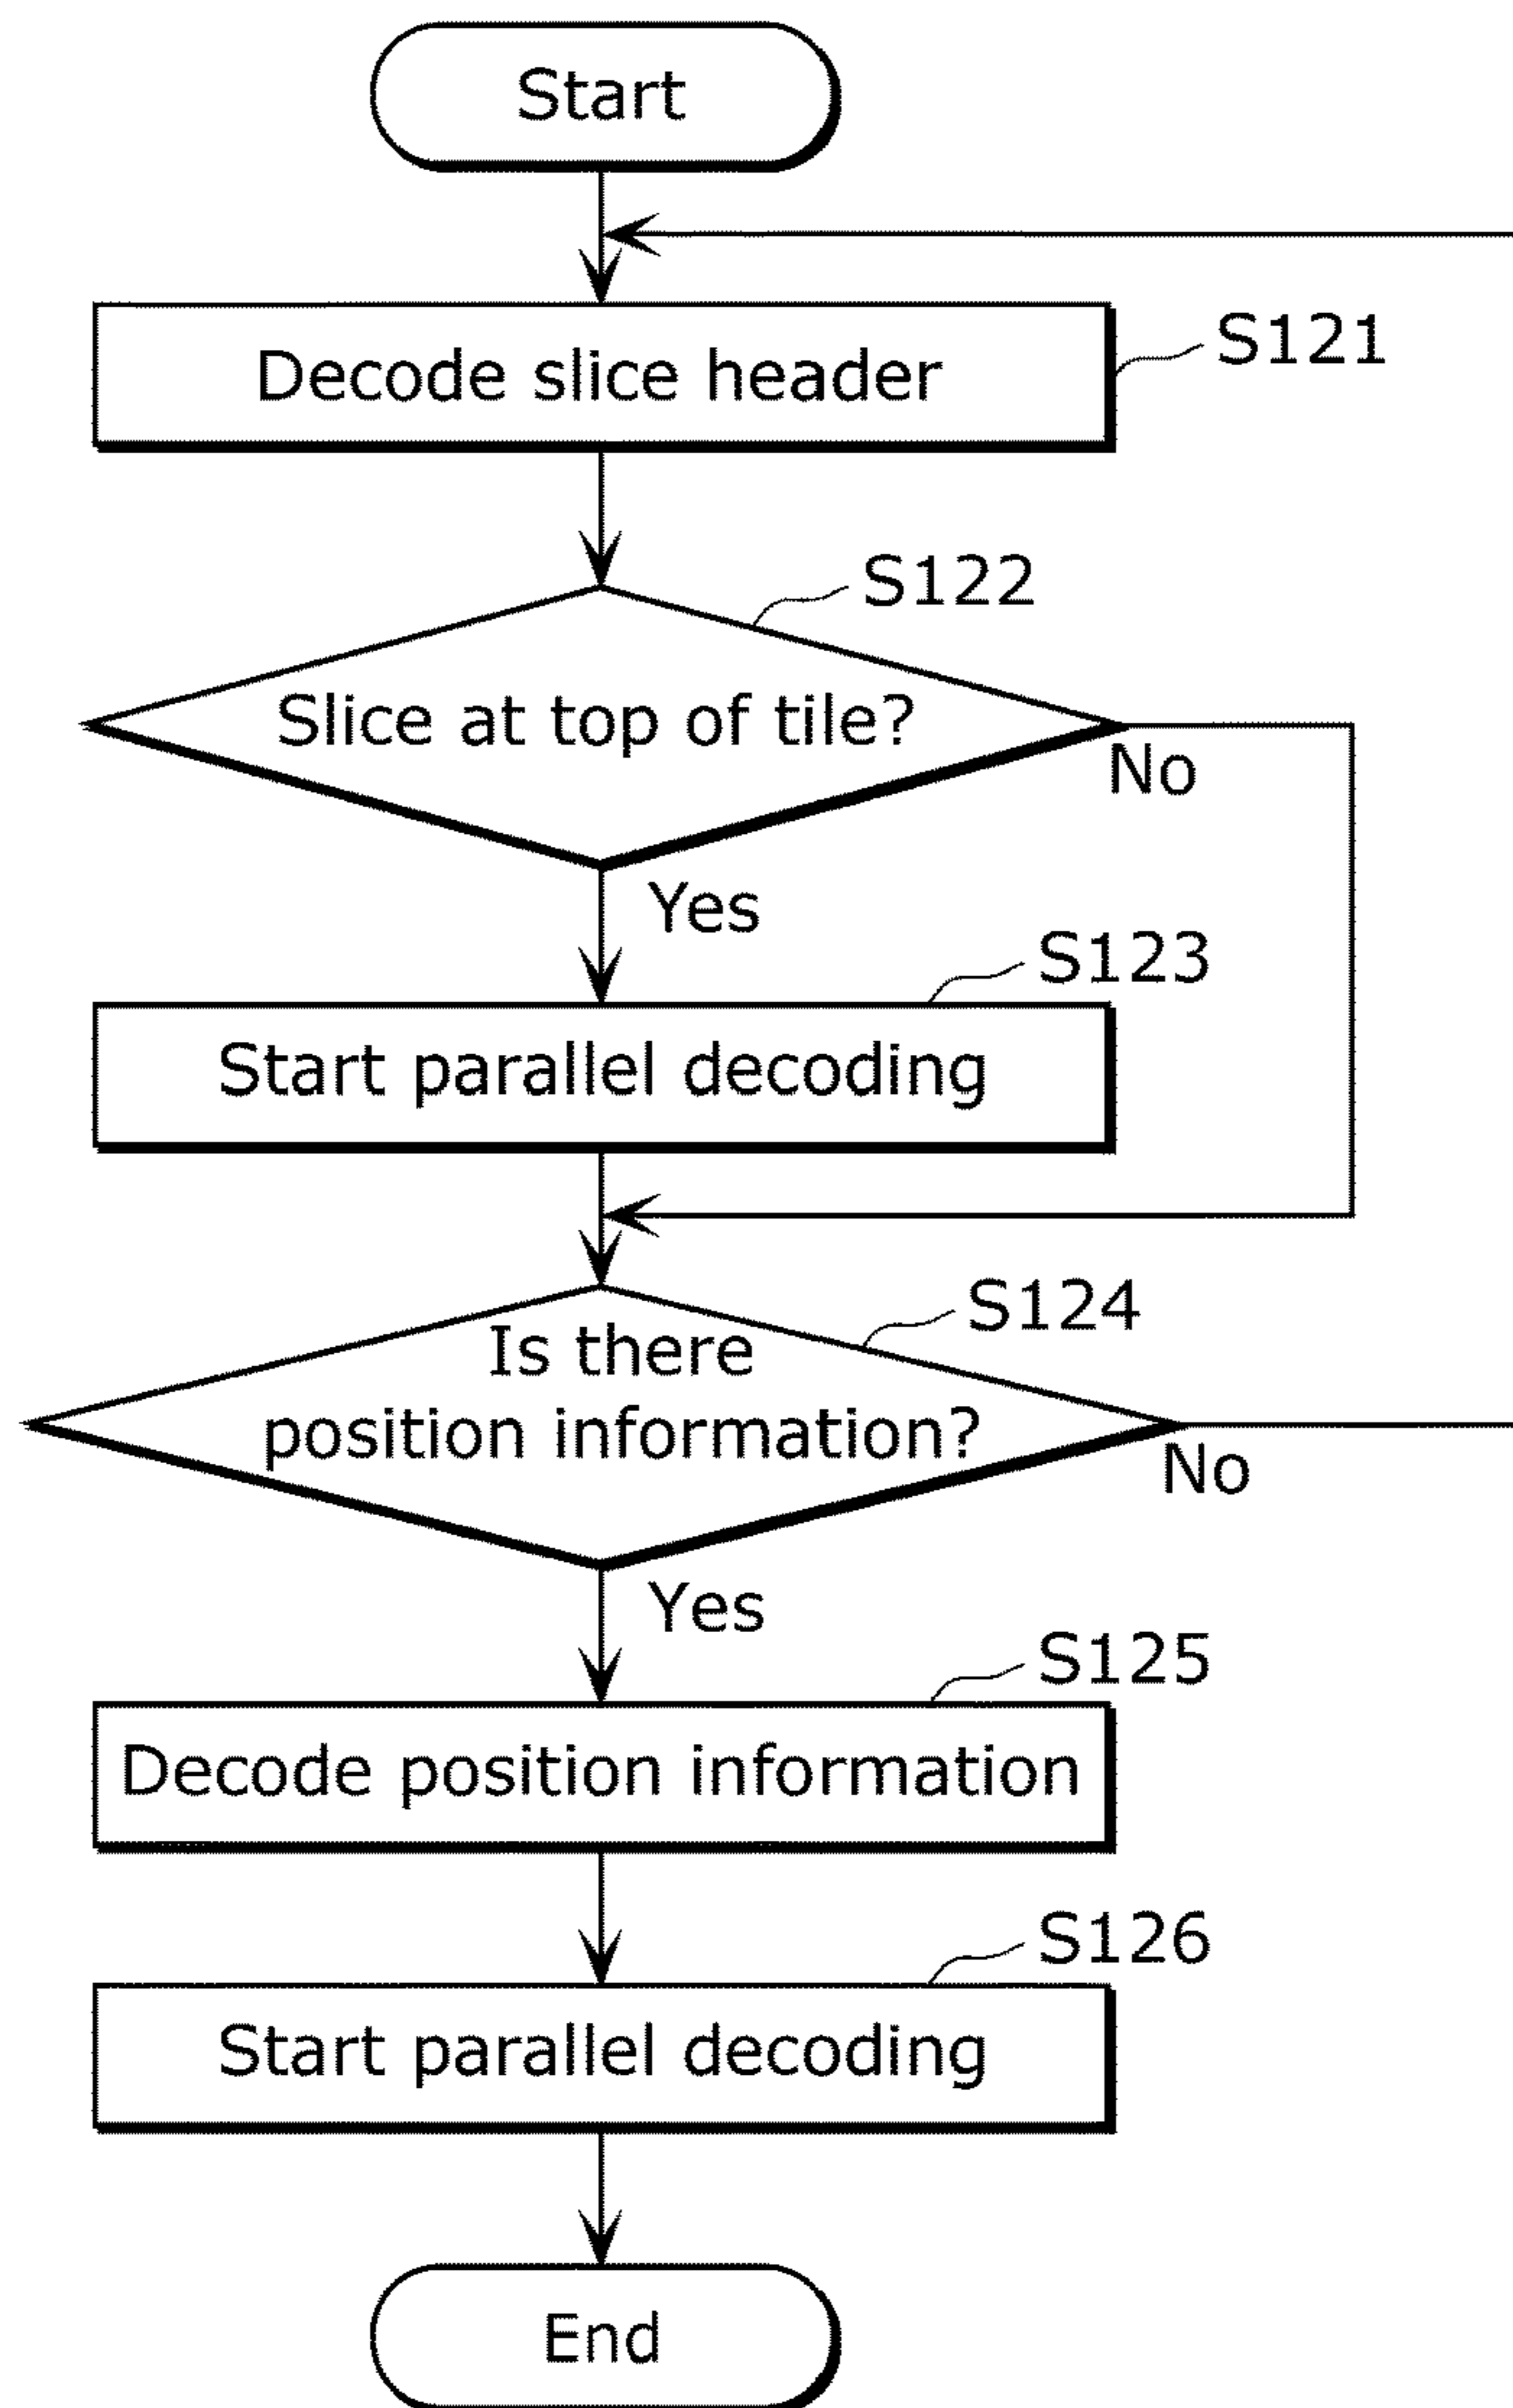 Start
Decode slice header
S121
S122
Slice at top of tile?
No
Yes
S123
Start parallel decoding
S124
Is there
position information?
No
Yes
S125
Decode position information
S126
Start parallel decoding
End